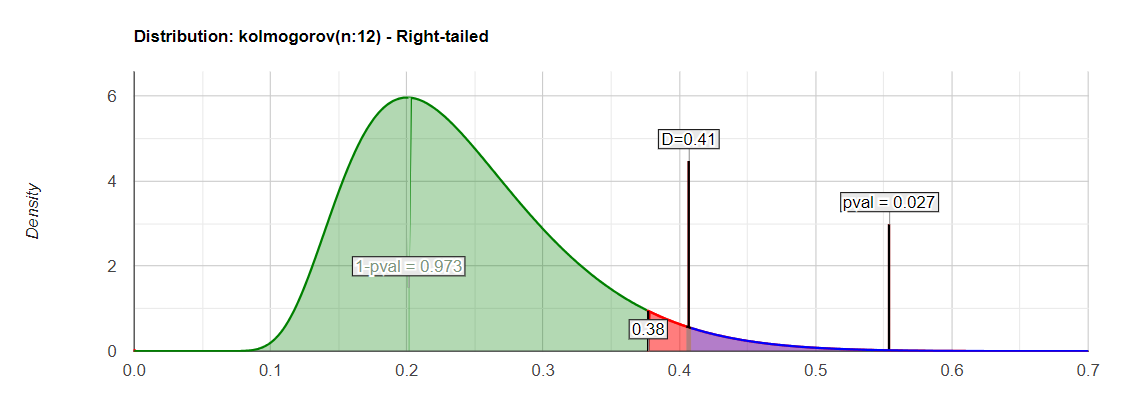 Distribution: kolmogorov(n:12) - Right-tailed
6
D=0.41
4
pval = 0.027
Density
2
1-pval = 0.973
0.38
0
0.0 0.1 0.2 0.3 0.4 0.5 0.6 0.7